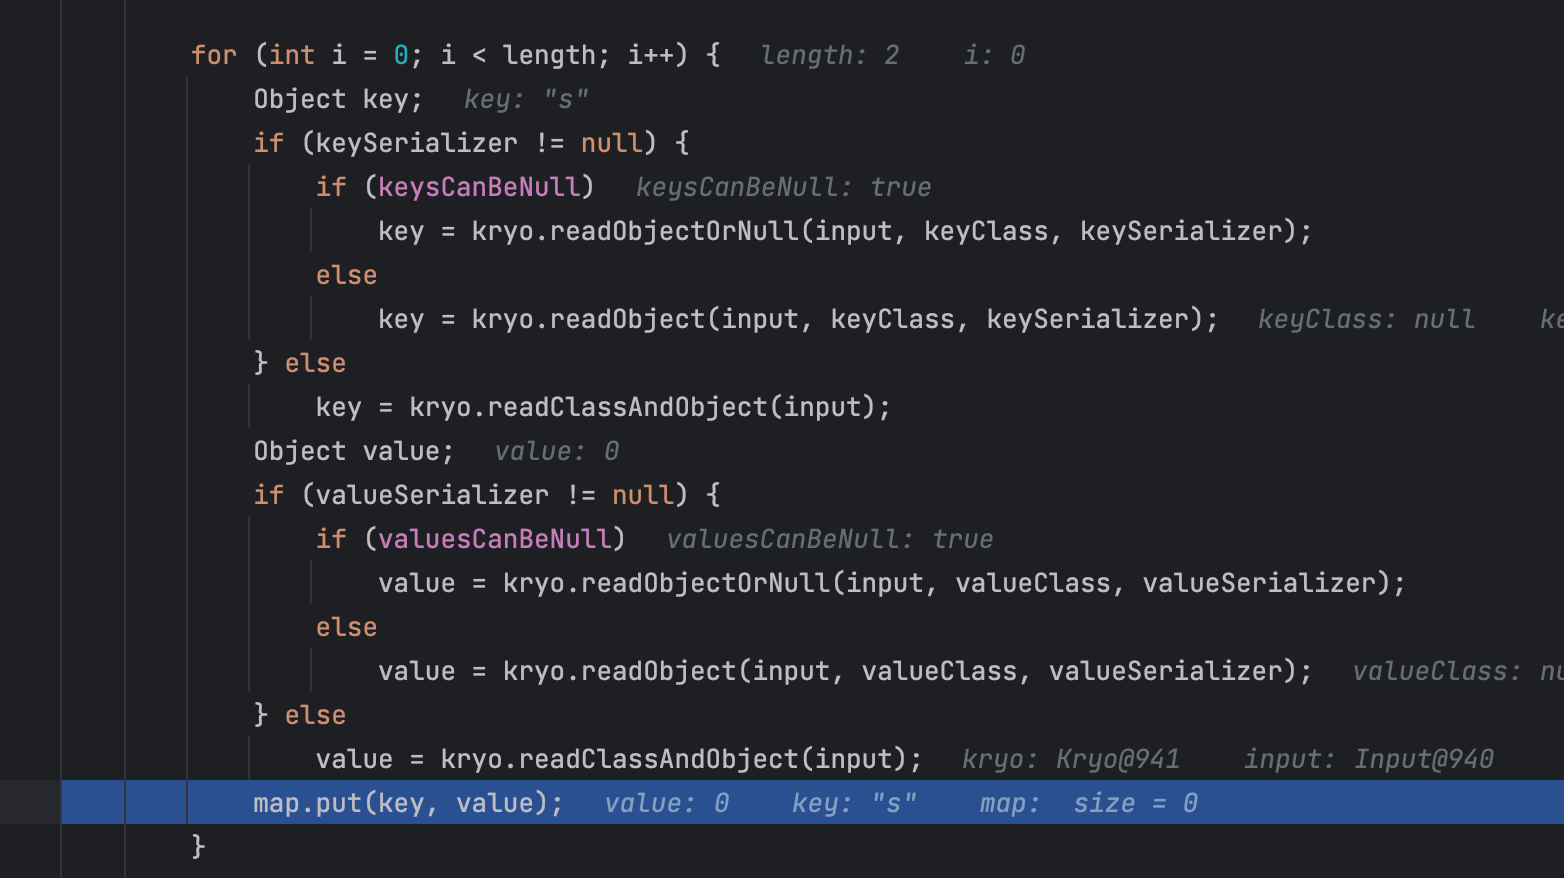 for (int i = 0; i < length; i++) { length: 2 i: 0
Object key; key: "s"
if (keySerializer != null) {
if (keysCanBeNull) keysCanBeNull: true
key = kryo.readObjectOrNull(input, keyClass, keySerializer);
else
key = kryo.readObject(input, keyClass, keySerializer); keyClass: null
} else
key = kryo.readClassAndObject(input);
Object value; value: 0
if (valueSerializer != null) {
if (valuesCanBeNull) valuesCanBeNull: true
value = kryo.readObjectOrNull(input, valueClass, valueSerializer);
else
value = kryo.readObject(input, valueClass, valueSerializer); valueClass:
} else
value = kryo.readClassAndObject(input); kryo: Kryo@941 input: Input@940
map.put(key, value); value: 0 key: "s" map: size = 0
}